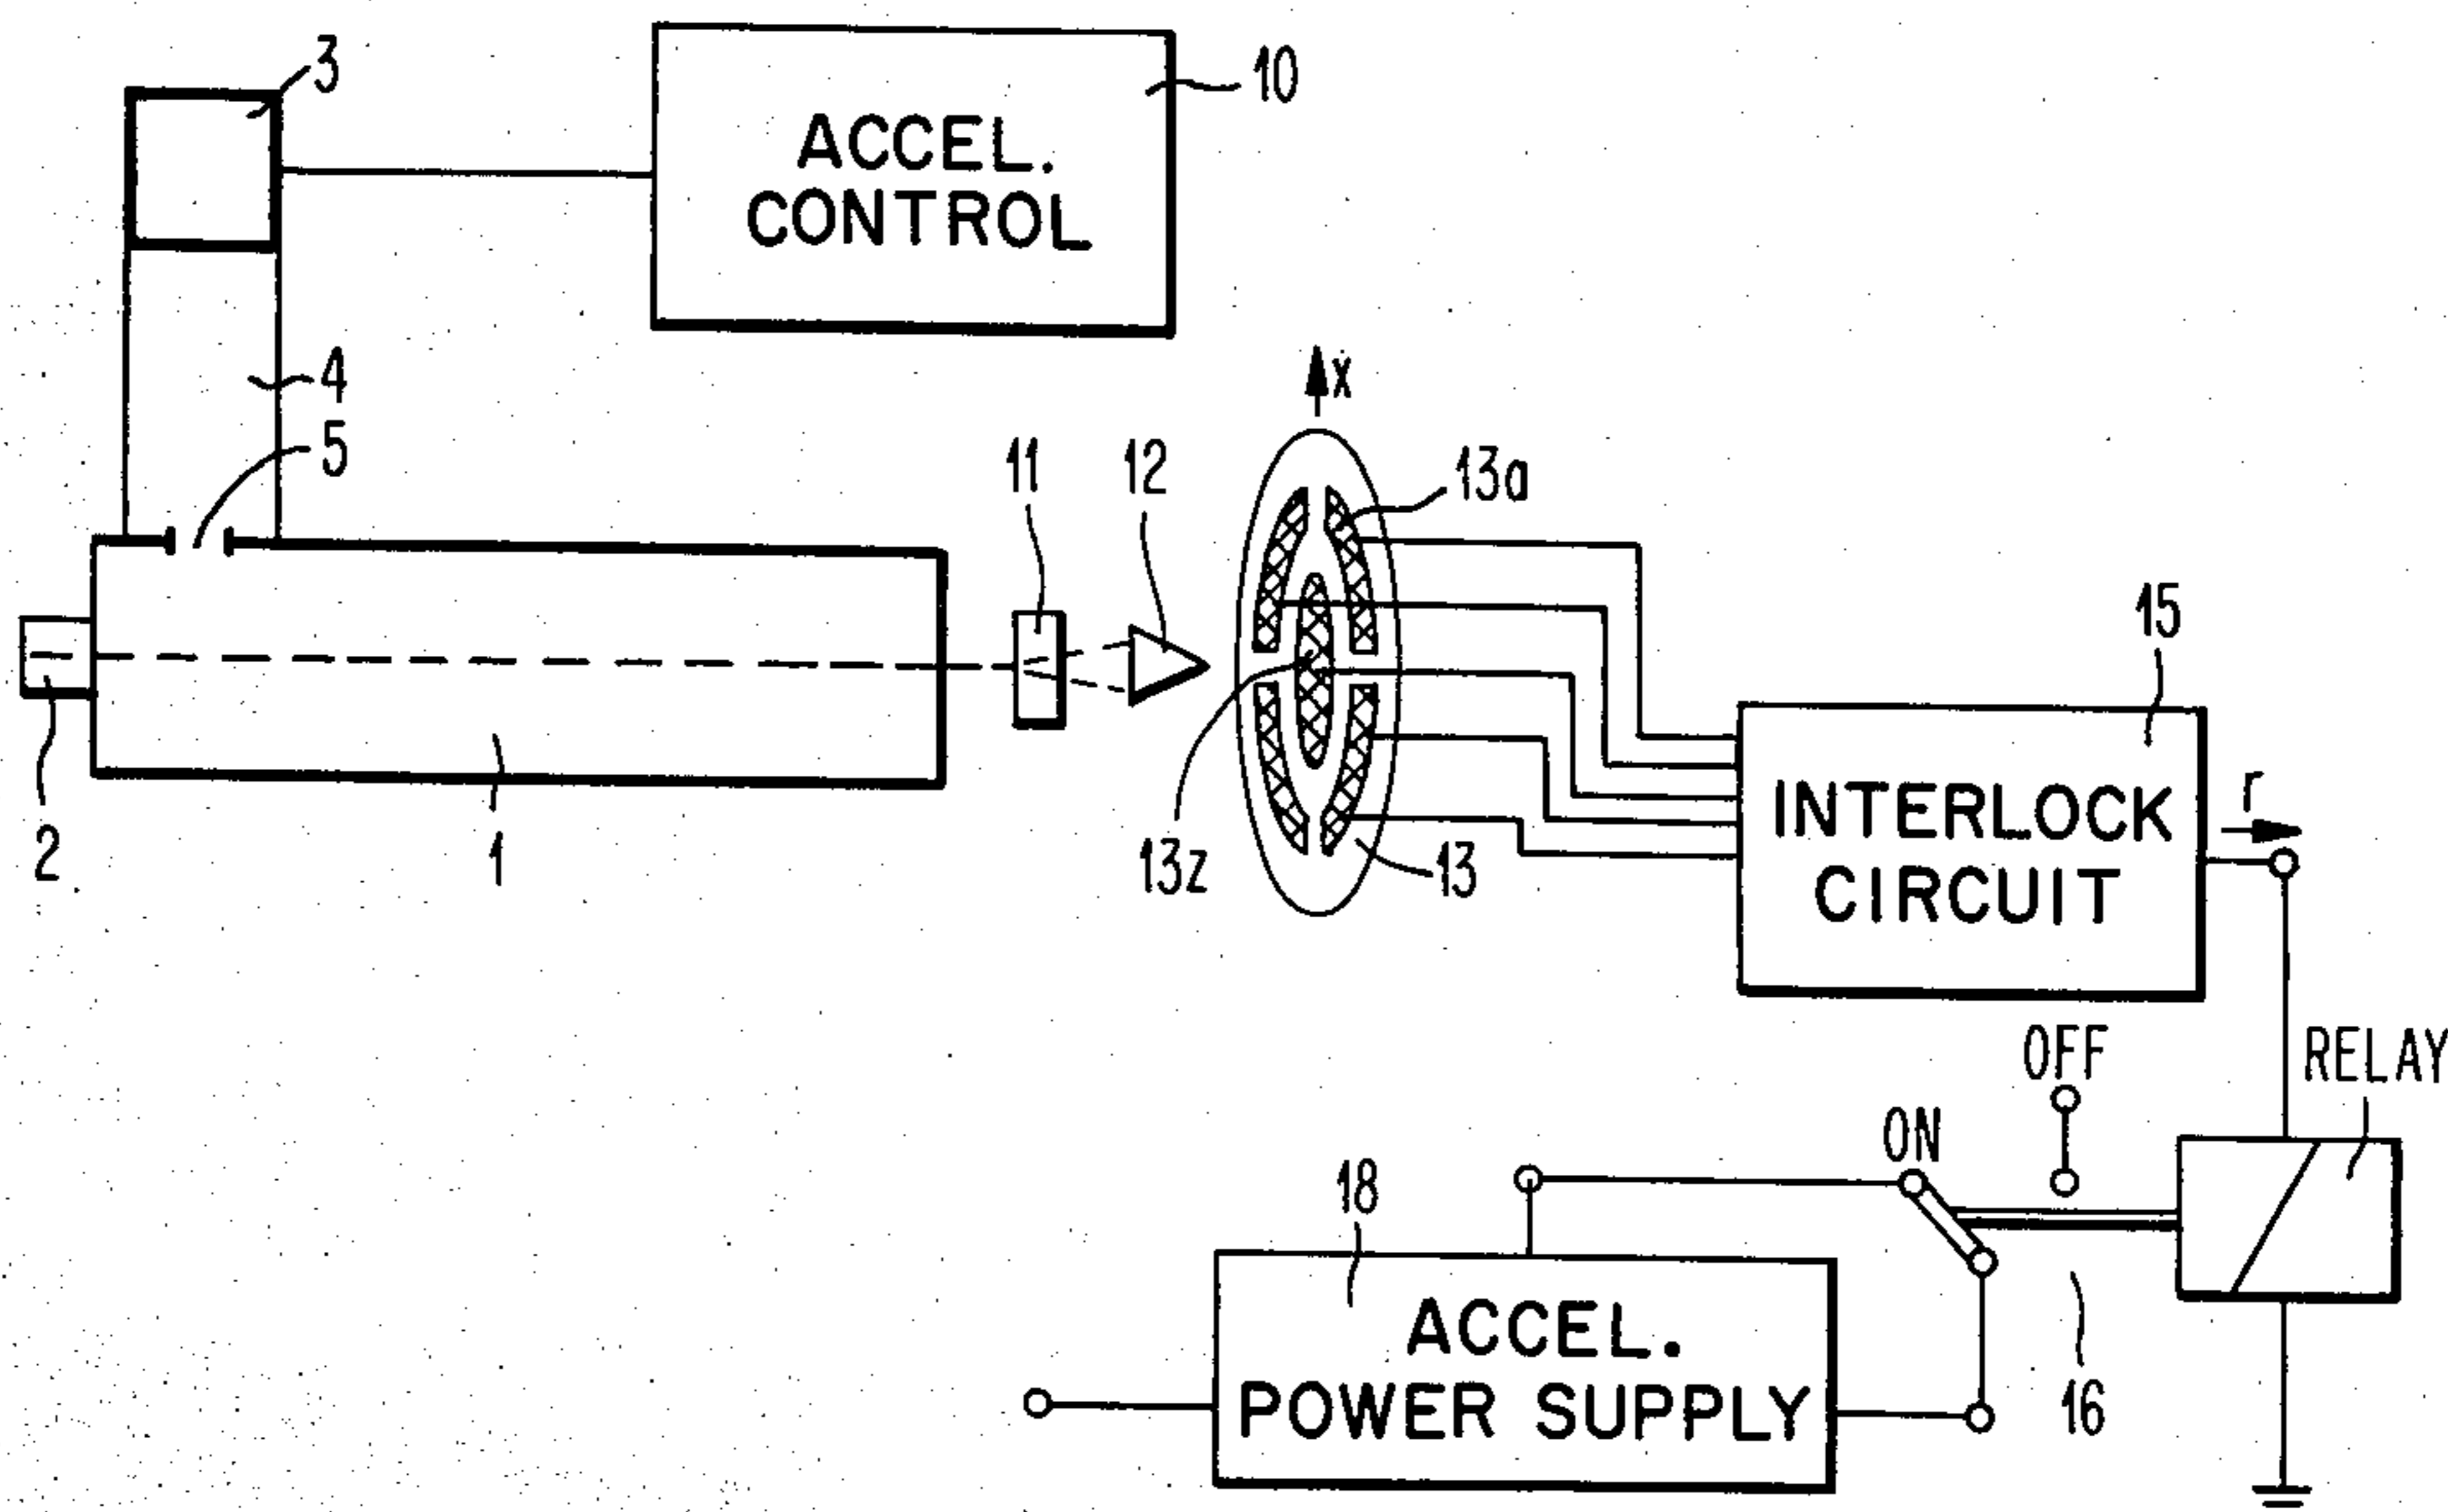 3
10
ACCEL.
CONTROL
4
X
5
11
12
13a
15
INTERLOCK
CIRCUIT
r
2
1
13z
13
OFF
RELAY
ON
18
ACCEL.
POWER SUPPLY
16